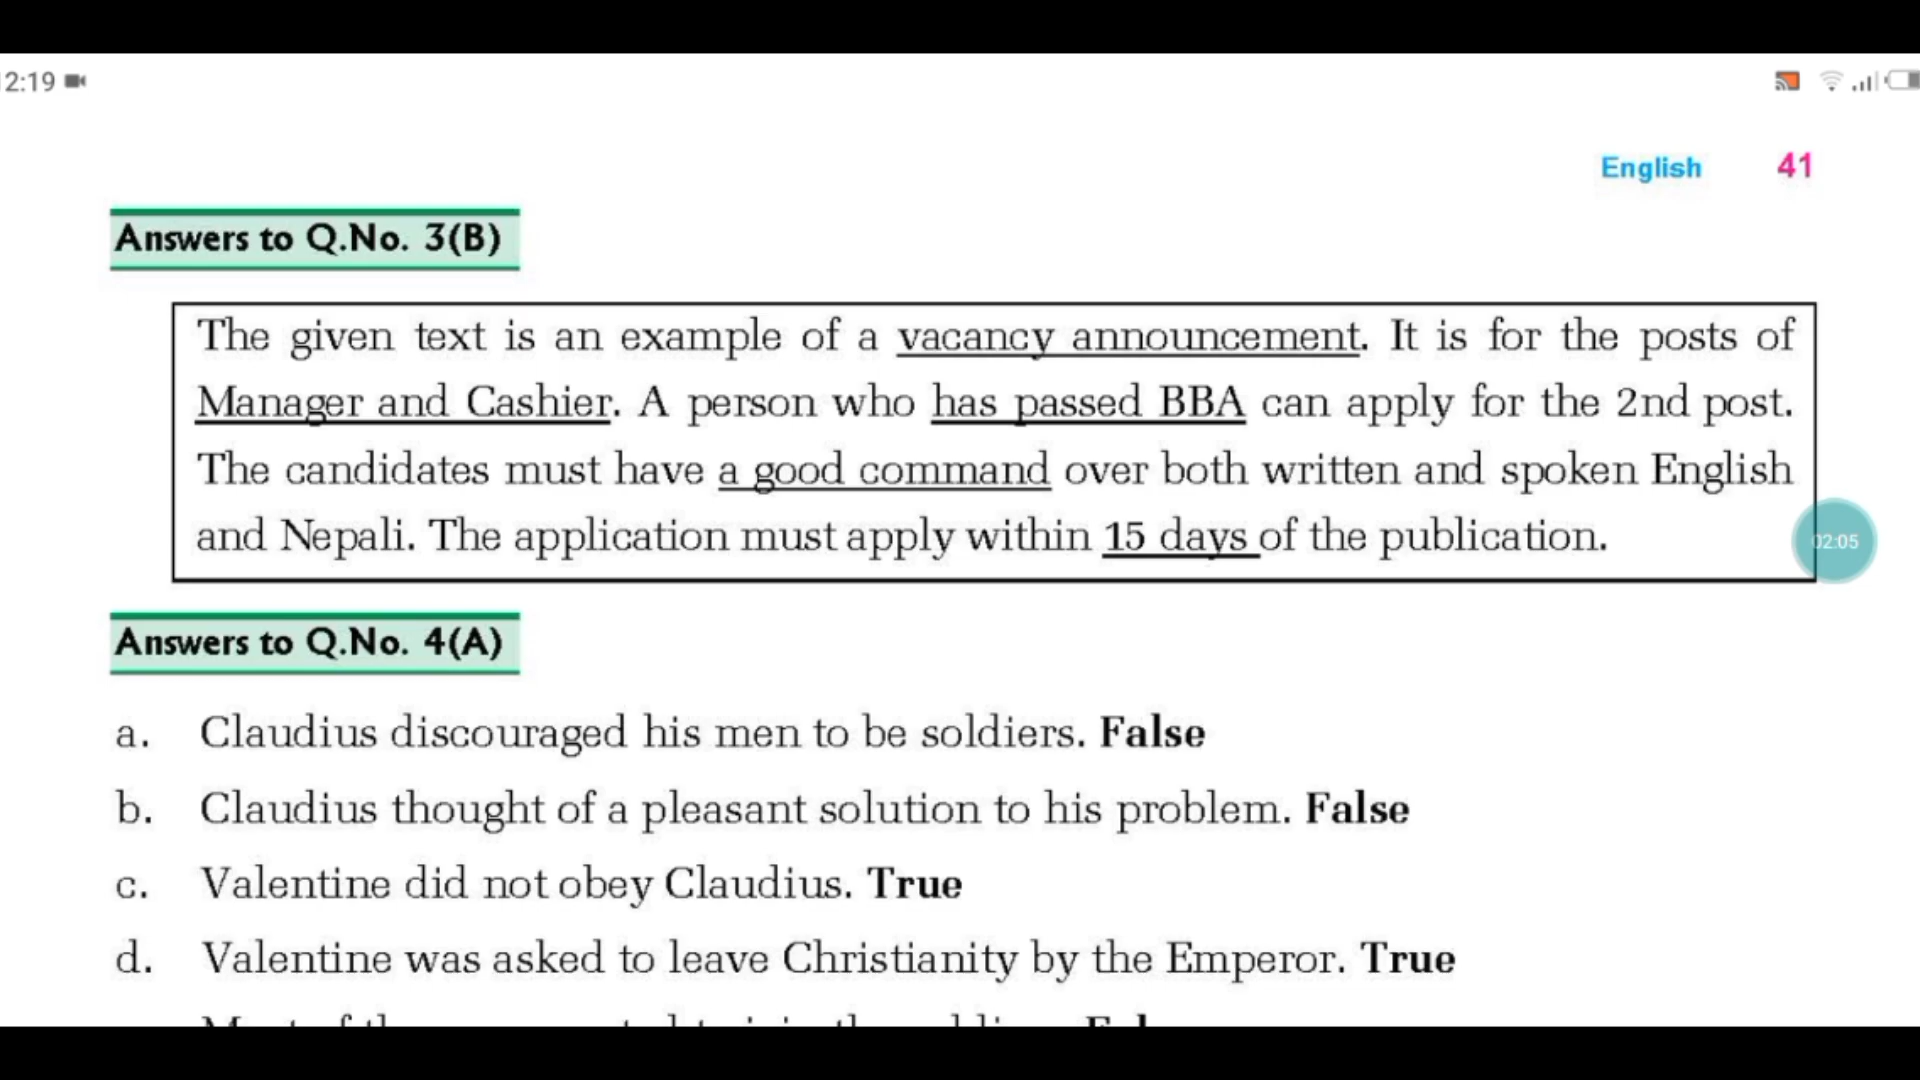 12:19
English 41
Answers to Q.No. 3(B)
The given text is an example of a vacancy announcement. It is for the posts of
Manager and Cashier. A person who has passed BBA can apply for the 2nd post.
The candidates must have a good command over both written and spoken English
and Nepali. The application must apply within 15 days of the publication.
02:05
Answers to Q.No. 4(A)
a. Claudius discouraged his men to be soldiers. False
b. Claudius thought of a pleasant solution to his problem. False
c. Valentine did not obey Claudius. True
d. Valentine was asked to leave Christianity by the Emperor. True